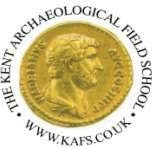 • THE KENT ARCHAEOLOGICAL FIELD SCHOOL •
WWW.KAFS.CO.UK